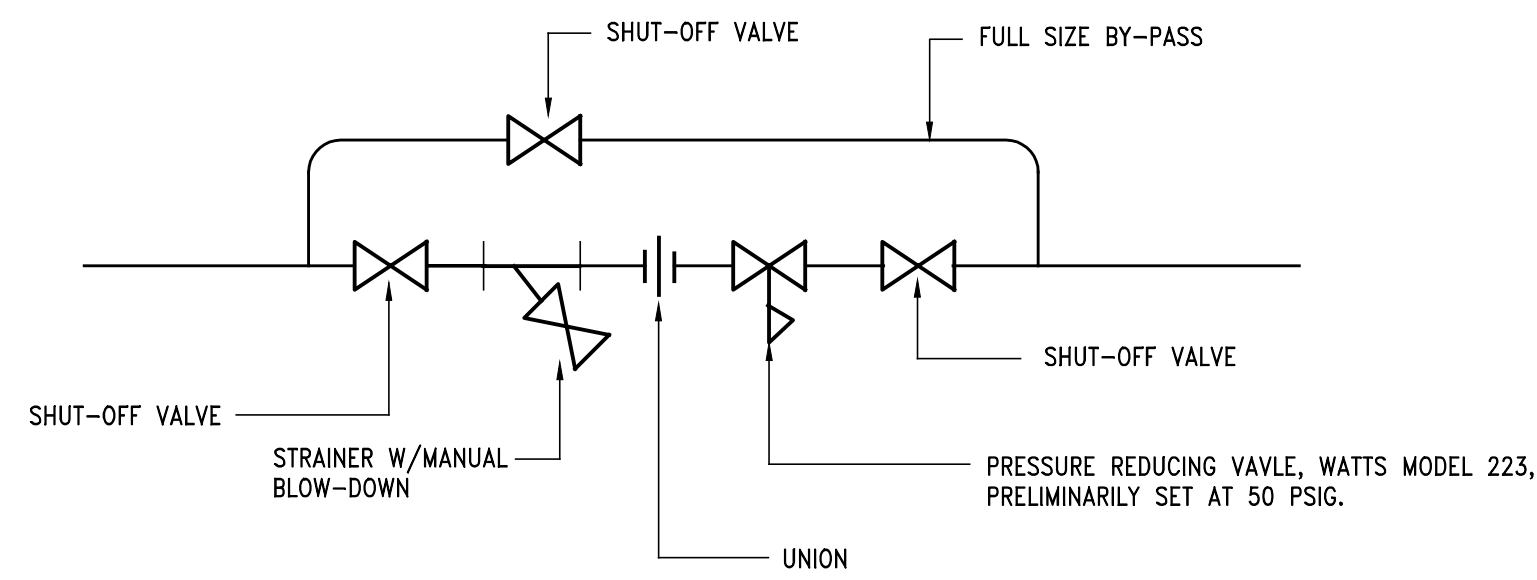 SHUT-OFF VALVE
FULL SIZE BY-PASS
SHUT-OFF VALVE
SHUT-OFF VALVE
STRAINER W/MANUAL
BLOW-DOWN
PRESSURE REDUCING VAVLE, WATTS MODEL 223,
PRELIMINARILY SET AT 50 PSIG.
UNION